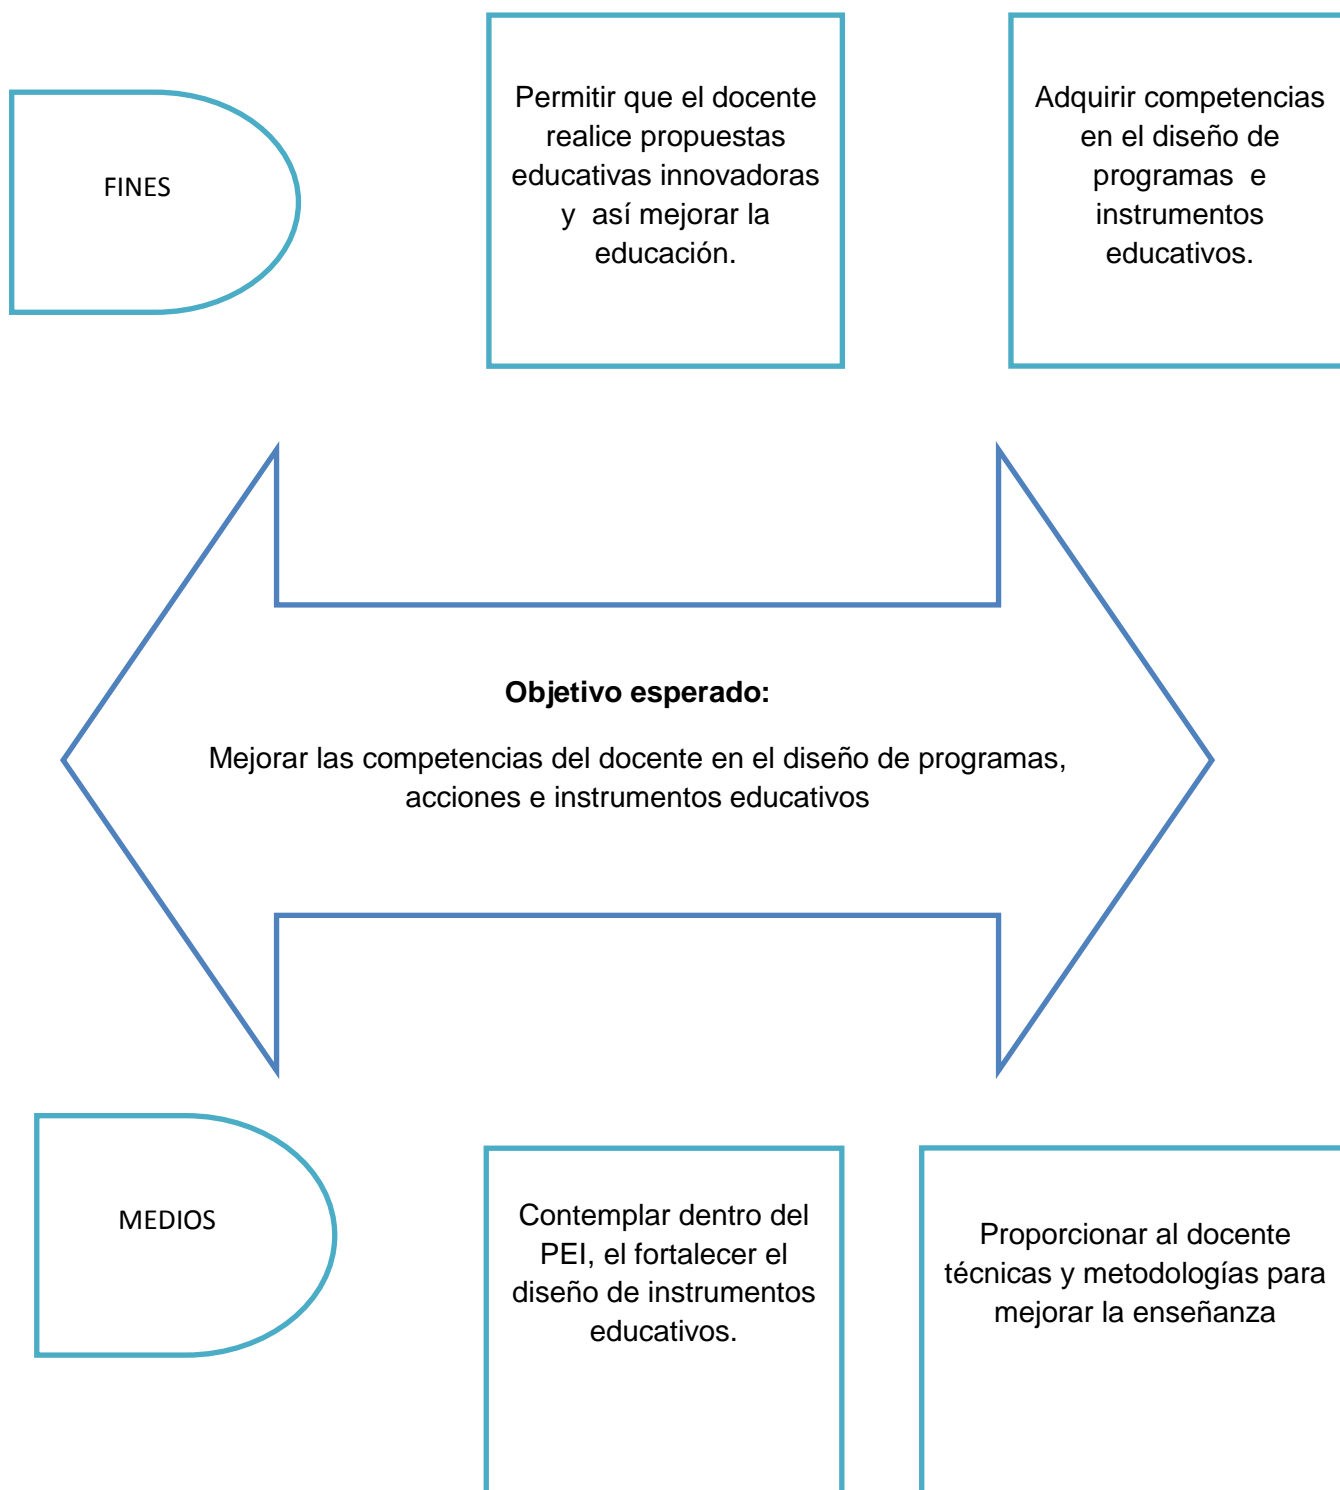 FINES
Permitir que el docente
realice propuestas
educativas innovadoras
y así mejorar la
educación.
Adquirir competencias
en el diseño de
programas e
instrumentos
educativos.
Objetivo esperado:
Mejorar las competencias del docente en el diseño de programas,
acciones e instrumentos educativos
MEDIOS
Contemplar dentro del
PEI, el fortalecer el
diseño de instrumentos
educativos.
Proporcionar al docente
técnicas y metodologías para
mejorar la enseñanza